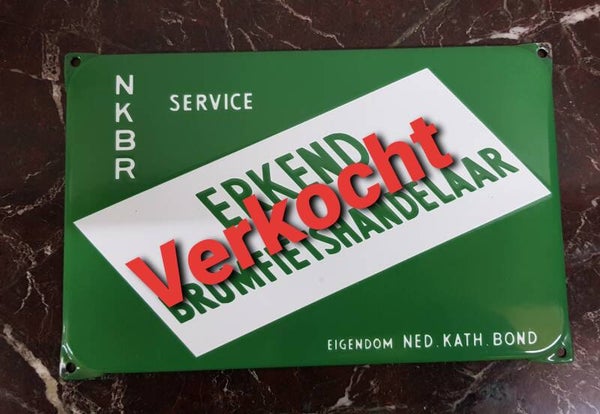 NKBR
SERVICE
ERKEND
Verkocht
BROMFIETSHANDELAAR
EIGENDOM NED. KATH. BOND